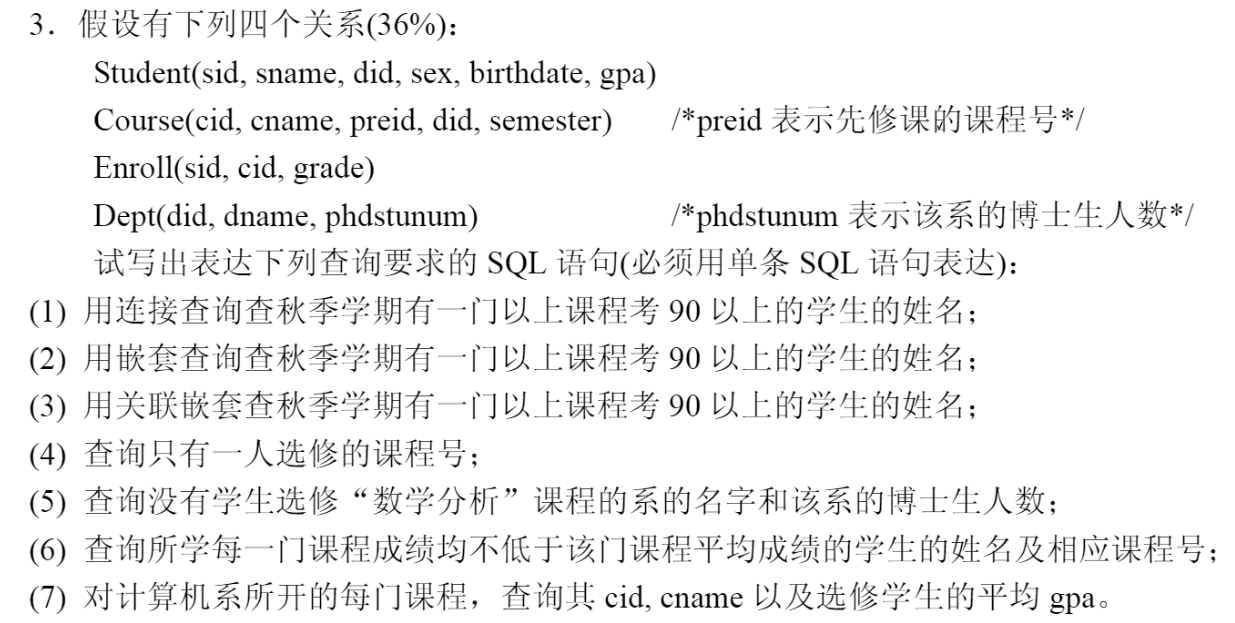 3．假设有下列四个关系(36%)：
Student(sid, sname, did, sex, birthdate, gpa)
Course(cid, cname, preid, did, semester) /*preid 表示先修课的课程号*/
Enroll(sid, cid, grade)
Dept(did, dname, phdstunum) /*phdstunum 表示该系的博士生人数*/
试写出表达下列查询要求的 SQL 语句(必须用单条 SQL 语句表达)：
(1) 用连接查询查秋季学期有一门以上课程考 90 以上的学生的姓名；
(2) 用嵌套查询查秋季学期有一门以上课程考 90 以上的学生的姓名；
(3) 用关联嵌套查秋季学期有一门以上课程考 90 以上的学生的姓名；
(4) 查询只有一人选修的课程号；
(5) 查询没有学生选修“数学分析”课程的系的名字和该系的博士生人数；
(6) 查询所学每一门课程成绩均不低于该门课程平均成绩的学生的姓名及相应课程号；
(7) 对计算机系所开的每门课程，查询其 cid, cname 以及选修学生的平均 gpa。